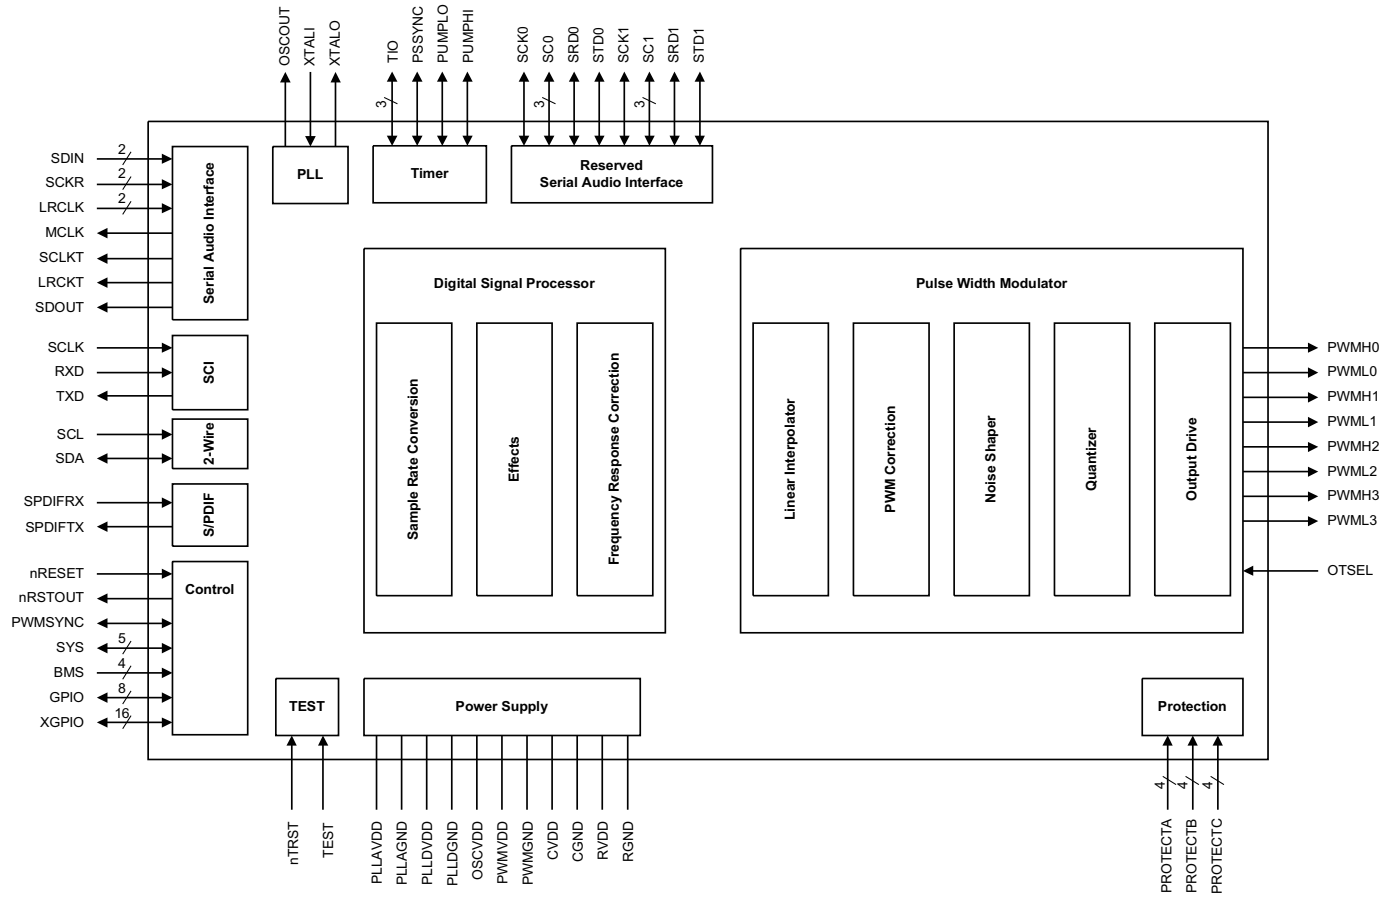 OSCOUT
XTALI
XTALO
TIO
PSSYNC
PUMPLO
PUMPHI
SCK0
SC0
SRD0
STD0
SCK1
SC1
SRD1
STD1
3
3
3
SDIN
2
SCKR
2
LRCLK
2
MCLK
SCLKT
LRCKT
SDOUT
Serial Audio Interface
PLL
Timer
Reserved
Serial Audio Interface
SCLK
RXD
TXD
SCI
SCL
SDA
2-Wire
SPDIFRX
SPDIFTX
S/PDIF
nRESET
nRSTOUT
PWMSYNC
SYS
5
BMS
4
GPIO
8
XGPIO
16
Control
Digital Signal Processor
Sample Rate Conversion
Effects
Frequency Response Correction
Pulse Width Modulator
Linear Interpolator
PWM Correction
Noise Shaper
Quantizer
Output Drive
PWMH0
PWML0
PWMH1
PWML1
PWMH2
PWML2
PWMH3
PWML3
OTSEL
TEST
Power Supply
Protection
nTRST
TEST
PLLAVDD
PLLAGND
PLLDVDD
PLLDGND
OSCVDD
PWMVDD
PWMGND
CVDD
CGND
RVDD
RGND
4
4
4
PROTECTA
PROTECTB
PROTECTC